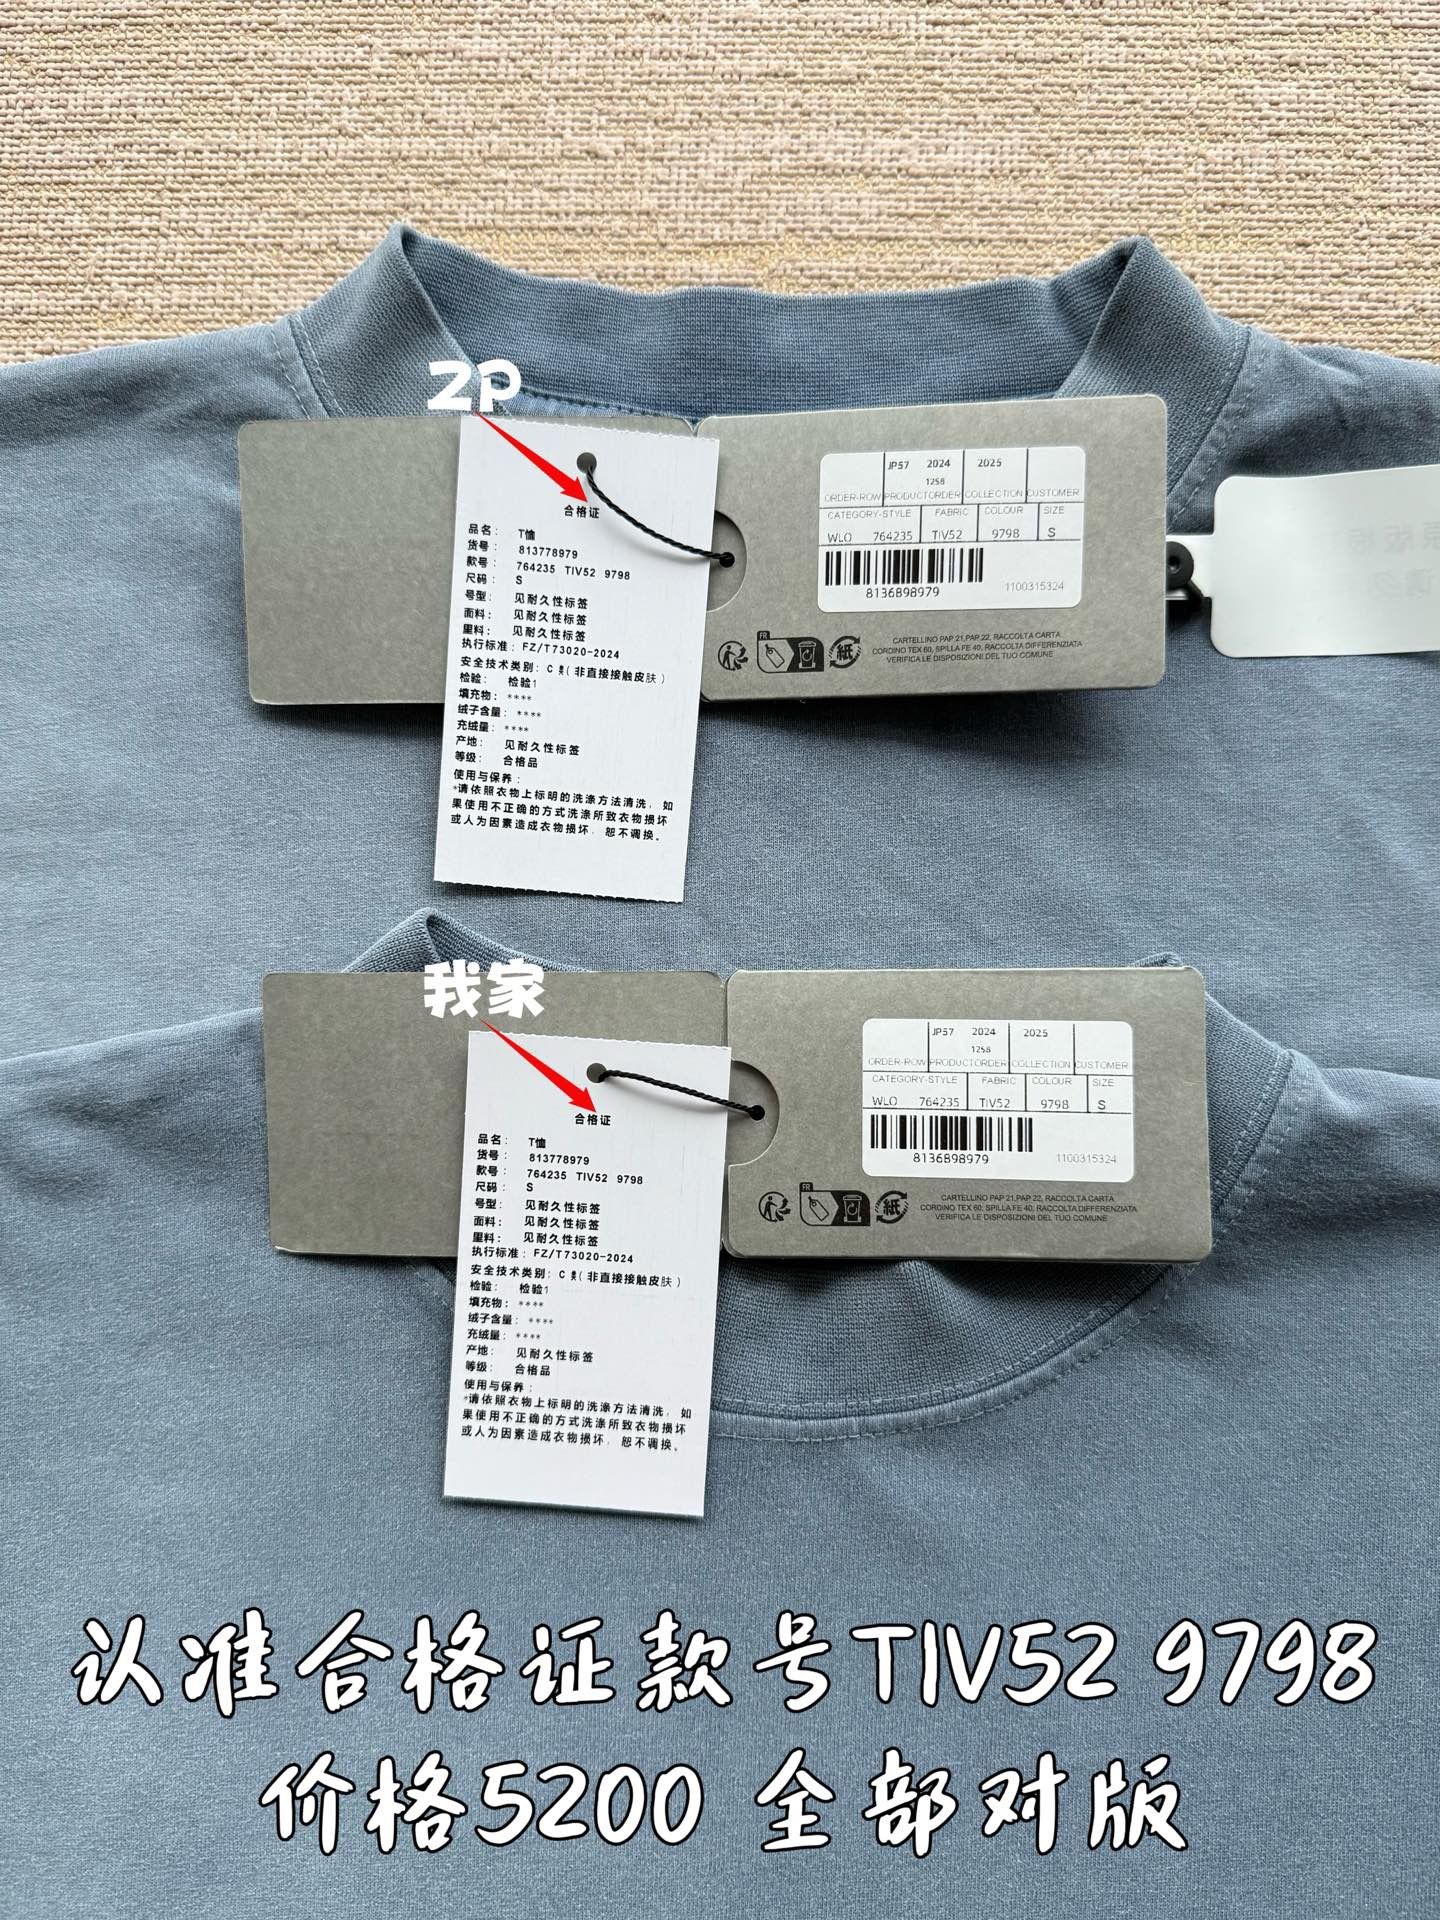 2P
合格证
品名： T恤
货号： 813778979
款号： 764235 TIV52 9798
尺码： S
号型： 见耐久性标签
面料： 见耐久性标签
里料： 见耐久性标签
执行标准：FZ/T73020-2024
安全技术类别：C类（非直接接触皮肤）
检验： 检验1
填充物：****
绒子含量：****
充绒量：****
产地： 见耐久性标签
等级： 合格品
使用与保养：
*请依照衣物上标明的洗涤方法清洗，如
果使用不正确的方式洗涤所致衣物损坏
或人为因素造成衣物损坏，恕不调换。
JP57 2024 2025
1258
ORDER-ROW PRODUCTORDER COLLECTION CUSTOMER
CATEGORY-STYLE FABRIC COLOUR SIZE
WLO 764235 TIV52 9798 S
8136898979 1100315324
FR
紙
CARTELLINO PAP 21,PAP 22, RACCOLTA CARTA
CORDINO TEX 60, SPILLA FE 40, RACCOLTA DIFFERENZIATA
VERIFICA LE DISPOSIZIONI DEL TUO COMUNE
我家
合格证
品名： T恤
货号： 813778979
款号： 764235 TIV52 9798
尺码： S
号型： 见耐久性标签
面料： 见耐久性标签
里料： 见耐久性标签
执行标准：FZ/T73020-2024
安全技术类别：C类（非直接接触皮肤）
检验： 检验1
填充物：****
绒子含量：****
充绒量：****
产地： 见耐久性标签
等级： 合格品
使用与保养：
*请依照衣物上标明的洗涤方法清洗，如
果使用不正确的方式洗涤所致衣物损坏
或人为因素造成衣物损坏，恕不调换。
JP57 2024 2025
1258
ORDER-ROW PRODUCTORDER COLLECTION CUSTOMER
CATEGORY-STYLE FABRIC COLOUR SIZE
WLO 764235 TIV52 9798 S
8136898979 1100315324
FR
紙
CARTELLINO PAP 21,PAP 22, RACCOLTA CARTA
CORDINO TEX 60, SPILLA FE 40, RACCOLTA DIFFERENZIATA
VERIFICA LE DISPOSIZIONI DEL TUO COMUNE
认准合格证款号TIV52 9798
价格5200 全部对版